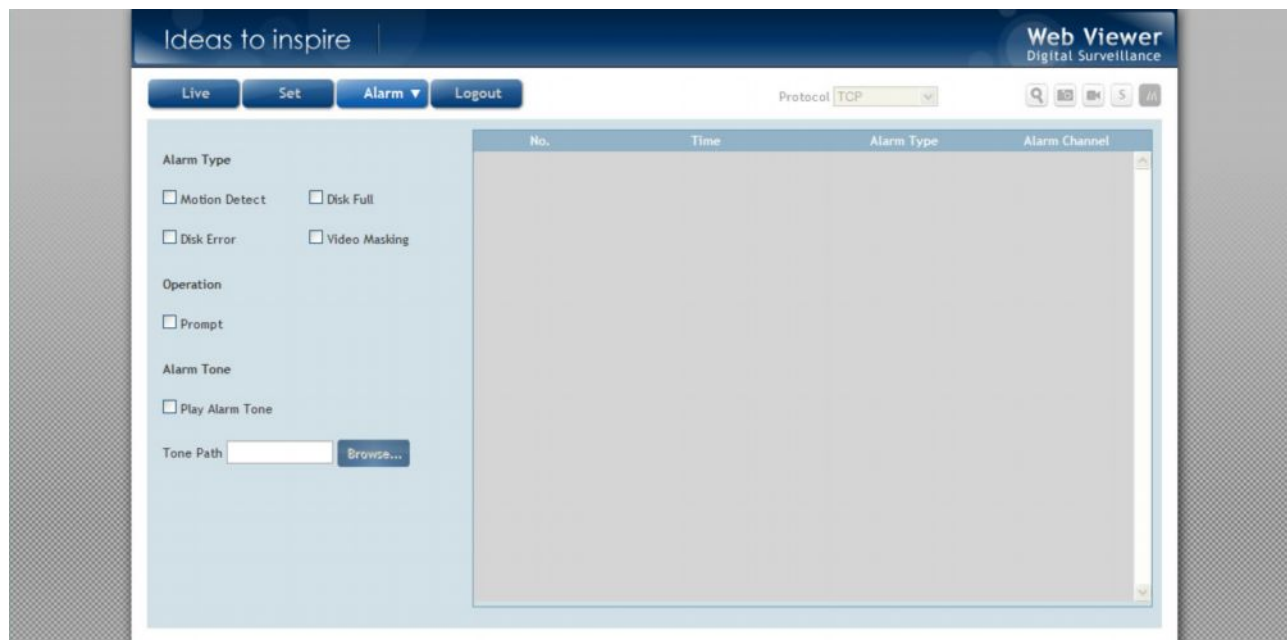 Ideas to inspire
Web Viewer
Digital Surveillance
Live Set Alarm ▼ Logout
Protocol TCP
S
No. Time Alarm Type Alarm Channel
Alarm Type
Motion Detect Disk Full
Disk Error Video Masking
Operation
Prompt
Alarm Tone
Play Alarm Tone
Tone Path Browse...